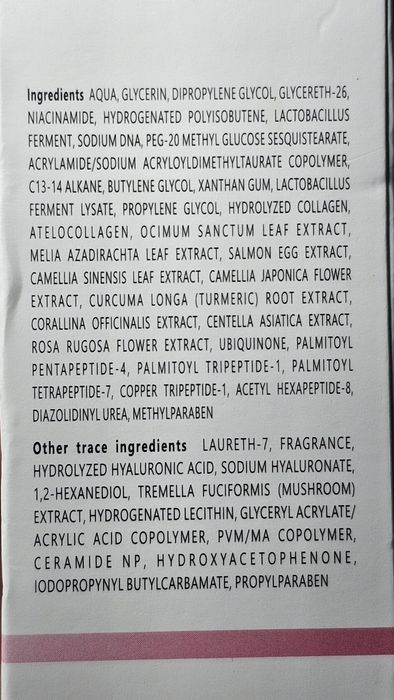 Ingredients AQUA, GLYCERIN, DIPROPYLENE GLYCOL, GLYCERETH-26,
NIACINAMIDE, HYDROGENATED POLYISOBUTENE, LACTOBACILLUS
FERMENT, SODIUM DNA, PEG-20 METHYL GLUCOSE SESQUISTEARATE,
ACRYLAMIDE/SODIUM ACRYLOYLDIMETHYLTAURATE COPOLYMER,
C13-14 ALKANE, BUTYLENE GLYCOL, XANTHAN GUM, LACTOBACILLUS
FERMENT LYSATE, PROPYLENE GLYCOL, HYDROLYZED COLLAGEN,
ATELOCOLLAGEN, OCIMUM SANCTUM LEAF EXTRACT,
MELIA AZADIRACHTA LEAF EXTRACT, SALMON EGG EXTRACT,
CAMELLIA SINENSIS LEAF EXTRACT, CAMELLIA JAPONICA FLOWER
EXTRACT, CURCUMA LONGA (TURMERIC) ROOT EXTRACT,
CORALLINA OFFICINALIS EXTRACT, CENTELLA ASIATICA EXTRACT,
ROSA RUGOSA FLOWER EXTRACT, UBIQUINONE, PALMITOYL
PENTAPEPTIDE-4, PALMITOYL TRIPEPTIDE-1, PALMITOYL
TETRAPEPTIDE-7, COPPER TRIPEPTIDE-1, ACETYL HEXAPEPTIDE-8,
DIAZOLIDINYL UREA, METHYLPARABEN
Other trace ingredients LAURETH-7, FRAGRANCE,
HYDROLYZED HYALURONIC ACID, SODIUM HYALURONATE,
1,2-HEXANEDIOL, TREMELLA FUCIFORMIS (MUSHROOM)
EXTRACT, HYDROGENATED LECITHIN, GLYCERYL ACRYLATE/
ACRYLIC ACID COPOLYMER, PVM/MA COPOLYMER,
CERAMIDE NP, HYDROXYACETOPHENONE,
IODOPROPYNYL BUTYLCARBAMATE, PROPYLPARABEN